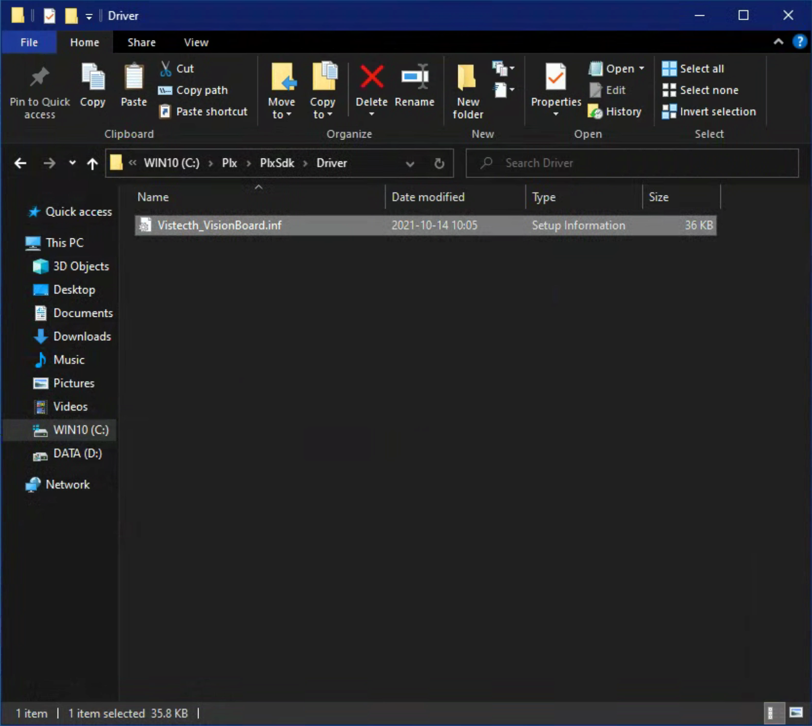 Driver
File Home Share View
Pin to Quick access
Copy
Paste
Cut
Copy path
Paste shortcut
Clipboard
Move to
Copy to
Delete
Rename
Organize
New folder
New
Properties
Open
Edit
History
Open
Select all
Select none
Invert selection
Select
« WIN10 (C:) › Plx › PlxSdk › Driver
Search Driver
Name Date modified Type Size
Vistecth_VisionBoard.inf 2021-10-14 10:05 Setup Information 36 KB
Quick access
This PC
3D Objects
Desktop
Documents
Downloads
Music
Pictures
Videos
WIN10 (C:)
DATA (D:)
Network
1 item | 1 item selected 35.8 KB |